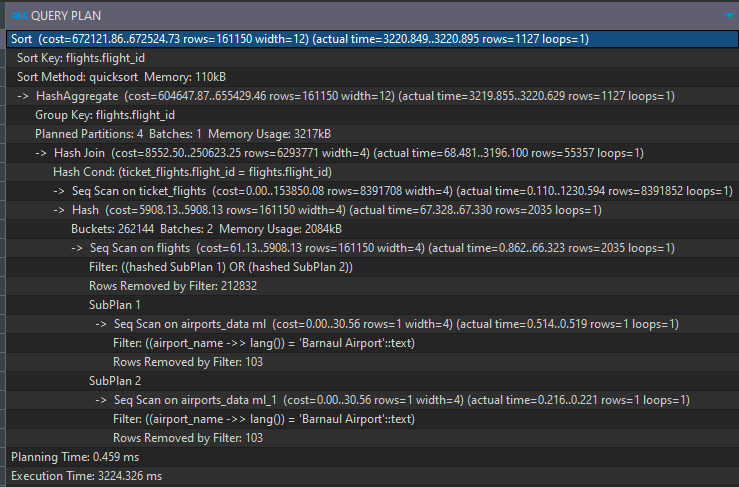 QUERY PLAN
Sort (cost=672121.86..672524.73 rows=161150 width=12) (actual time=3220.849..3220.895 rows=1127 loops=1)
Sort Key: flights.flight_id
Sort Method: quicksort Memory: 110kB
-> HashAggregate (cost=604647.87..655429.46 rows=161150 width=12) (actual time=3219.855..3220.629 rows=1127 loops=1)
Group Key: flights.flight_id
Planned Partitions: 4 Batches: 1 Memory Usage: 3217kB
-> Hash Join (cost=8552.50..250623.25 rows=6293771 width=4) (actual time=68.481..3196.100 rows=55357 loops=1)
Hash Cond: (ticket_flights.flight_id = flights.flight_id)
-> Seq Scan on ticket_flights (cost=0.00..153850.08 rows=8391708 width=4) (actual time=0.110..1230.594 rows=8391852 loops=1)
-> Hash (cost=5908.13..5908.13 rows=161150 width=4) (actual time=67.328..67.330 rows=2035 loops=1)
Buckets: 262144 Batches: 2 Memory Usage: 2084kB
-> Seq Scan on flights (cost=61.13..5908.13 rows=161150 width=4) (actual time=0.862..66.323 rows=2035 loops=1)
Filter: ((hashed SubPlan 1) OR (hashed SubPlan 2))
Rows Removed by Filter: 212832
SubPlan 1
-> Seq Scan on airports_data ml (cost=0.00..30.56 rows=1 width=4) (actual time=0.514..0.519 rows=1 loops=1)
Filter: ((airport_name ->> lang()) = 'Barnaul Airport'::text)
Rows Removed by Filter: 103
SubPlan 2
-> Seq Scan on airports_data ml_1 (cost=0.00..30.56 rows=1 width=4) (actual time=0.216..0.221 rows=1 loops=1)
Filter: ((airport_name ->> lang()) = 'Barnaul Airport'::text)
Rows Removed by Filter: 103
Planning Time: 0.459 ms
Execution Time: 3224.326 ms